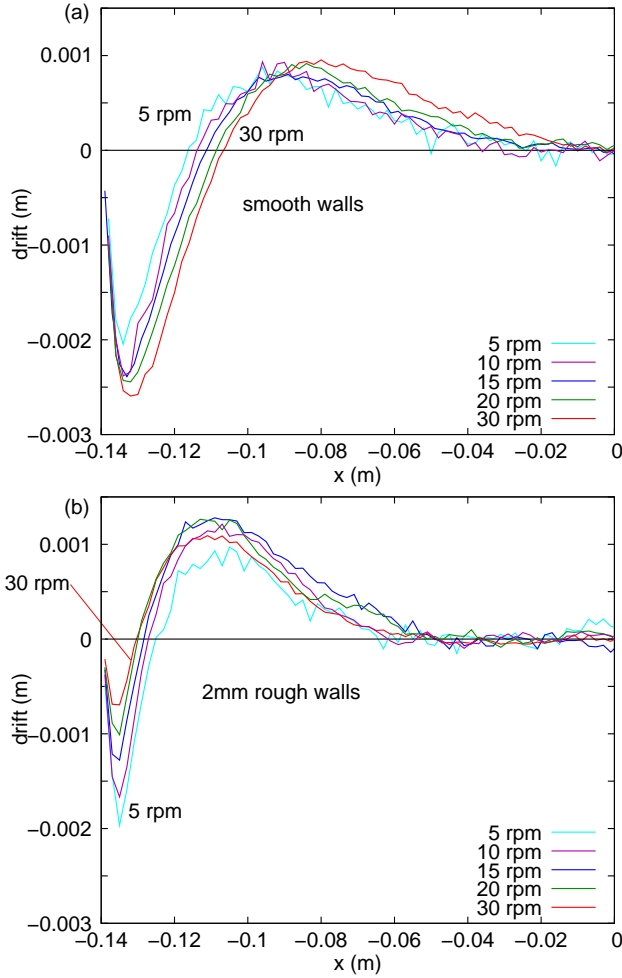 (a)
0.001
0
−0.001
−0.002
−0.003
drift (m)
5 rpm
30 rpm
smooth walls
5 rpm
10 rpm
15 rpm
20 rpm
30 rpm
−0.14 −0.12 −0.1 −0.08 −0.06 −0.04 −0.02 0
x (m)
(b)
0.001
0
−0.001
−0.002
−0.003
drift (m)
30 rpm
2mm rough walls
5 rpm
5 rpm
10 rpm
15 rpm
20 rpm
30 rpm
−0.14 −0.12 −0.1 −0.08 −0.06 −0.04 −0.02 0
x (m)